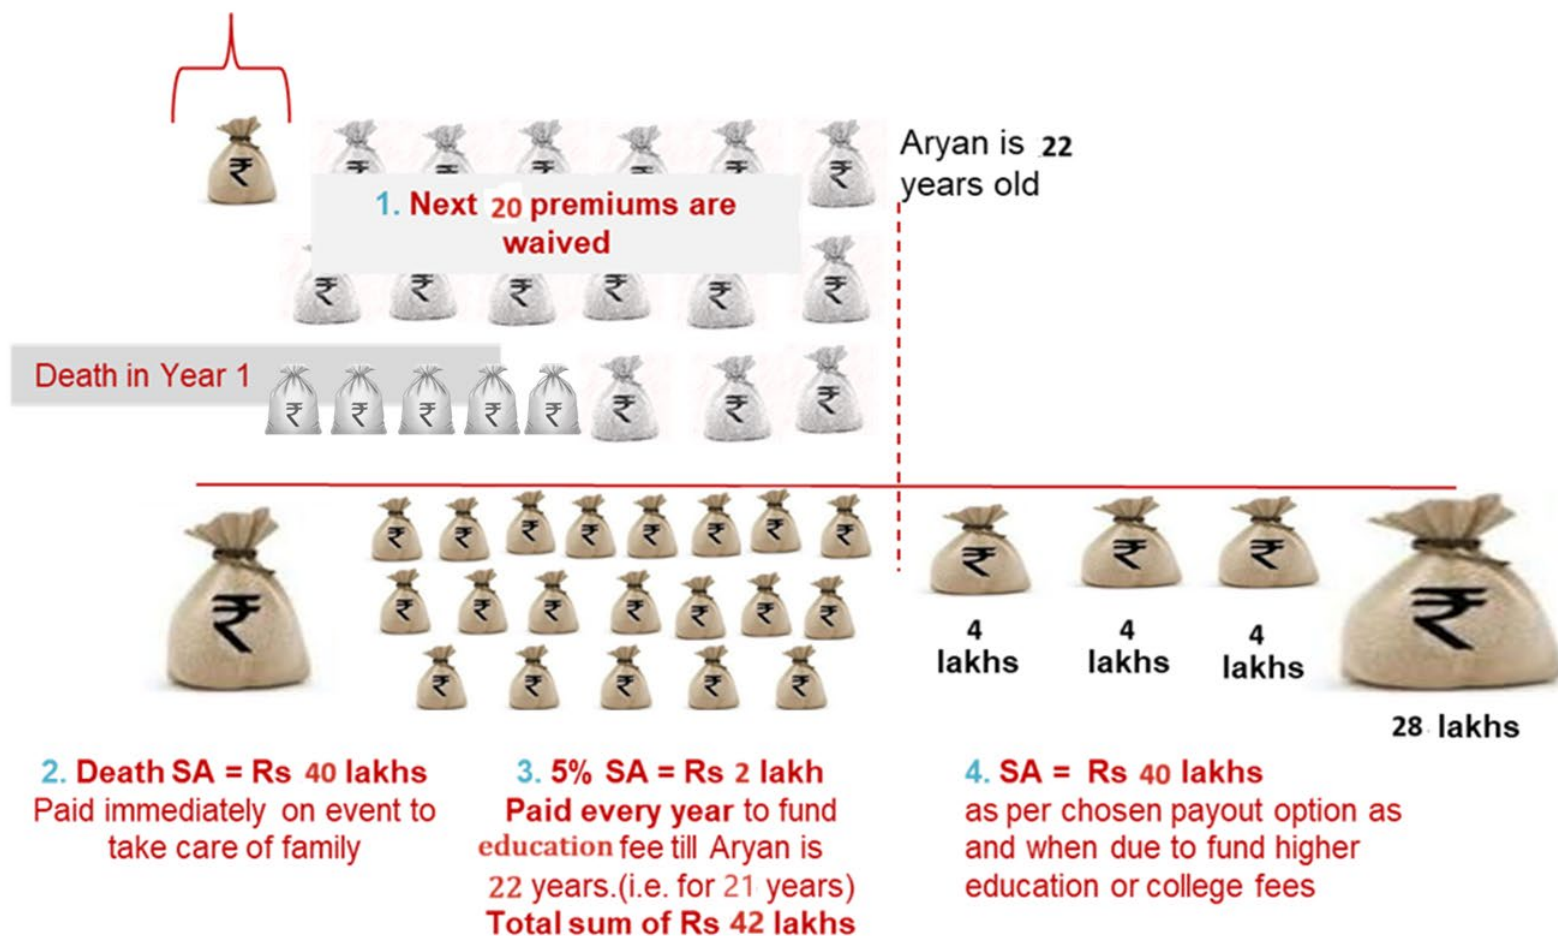 Aryan is 22
years old
1. Next 20 premiums are
waived
Death in Year 1
4
lakhs
4
lakhs
4
lakhs
28 lakhs
2. Death SA = Rs 40 lakhs
Paid immediately on event to
take care of family
3. 5% SA = Rs 2 lakh
Paid every year to fund
education fee till Aryan is
22 years.(i.e. for 21 years)
Total sum of Rs 42 lakhs
4. SA = Rs 40 lakhs
as per chosen payout option as
and when due to fund higher
education or college fees